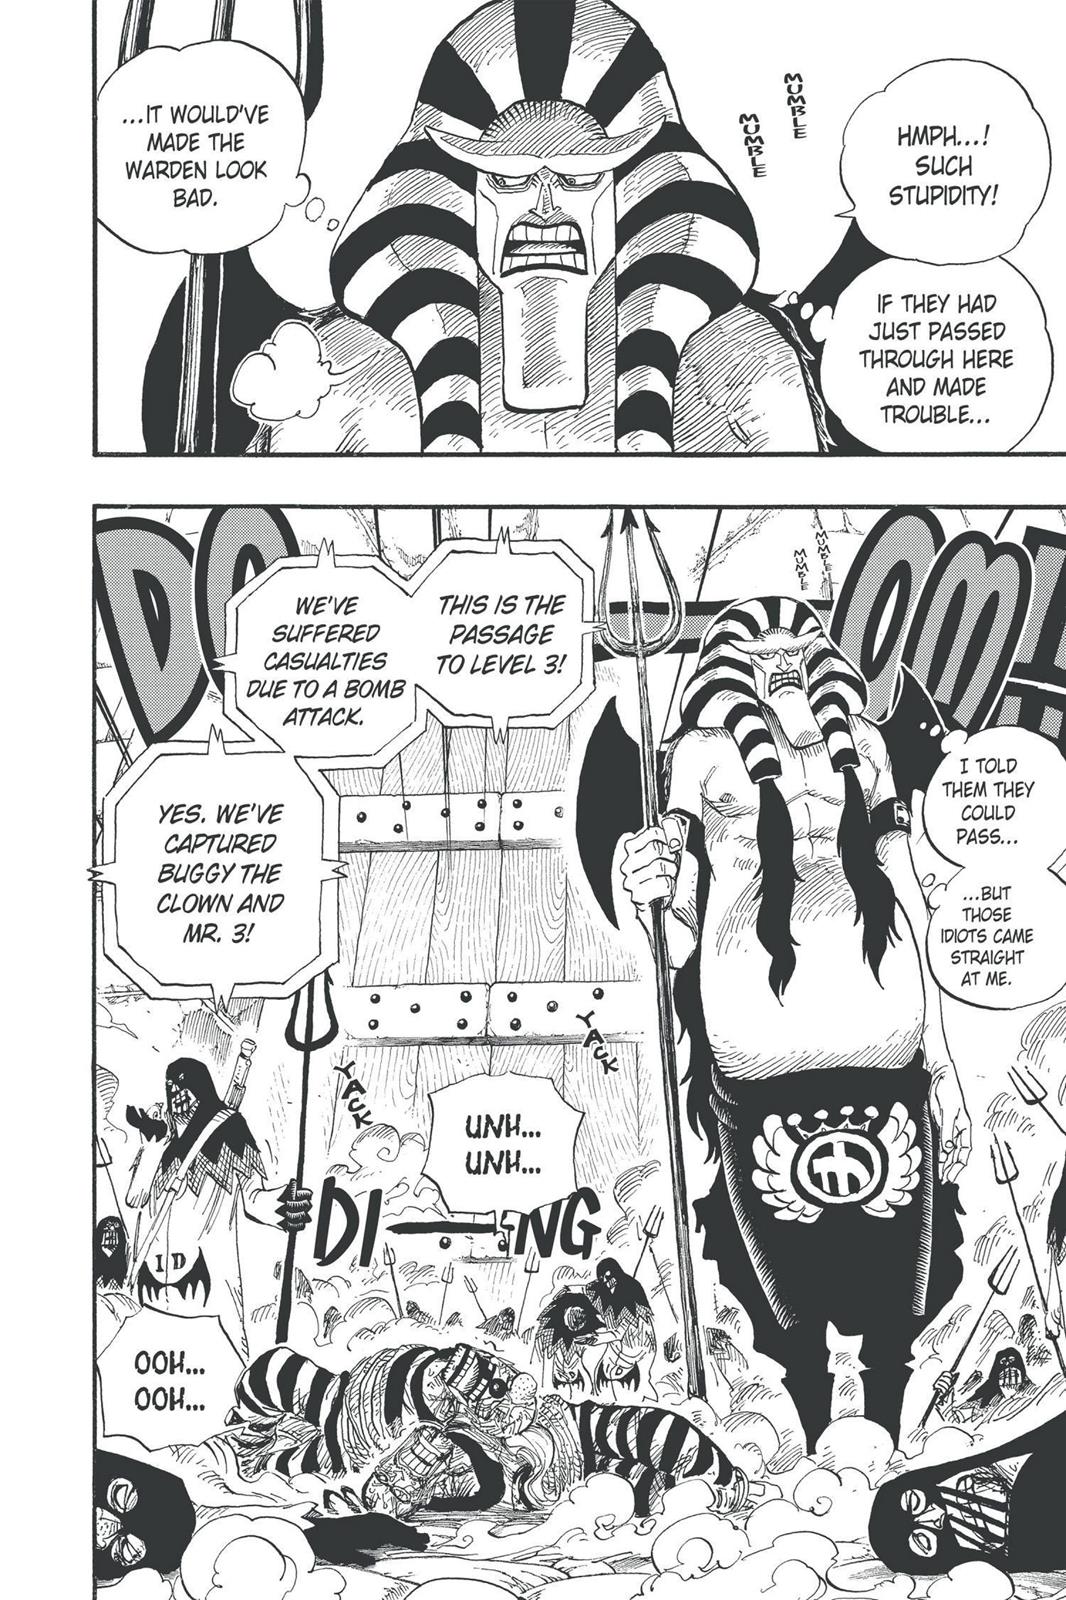 HMPH...!
SUCH
STUPIDITY!
IF THEY HAD
JUST PASSED
THROUGH HERE
AND MADE
TROUBLE...
MUMBLE
MUMBLE
...IT WOULD'VE
MADE THE
WARDEN LOOK
BAD.
DOOM!!
MUMBLE
MUMBLE
I TOLD
THEM THEY
COULD
PASS...
...BUT
THOSE
IDIOTS CAME
STRAIGHT
AT ME.
THIS IS THE
PASSAGE
TO LEVEL 3!
WE'VE
SUFFERED
CASUALTIES
DUE TO A BOMB
ATTACK.
YES. WE'VE
CAPTURED
BUGGY THE
CLOWN AND
MR. 3!
YACK
YACK
UNH...
UNH...
DI—NG
ID
OOH...
OOH...